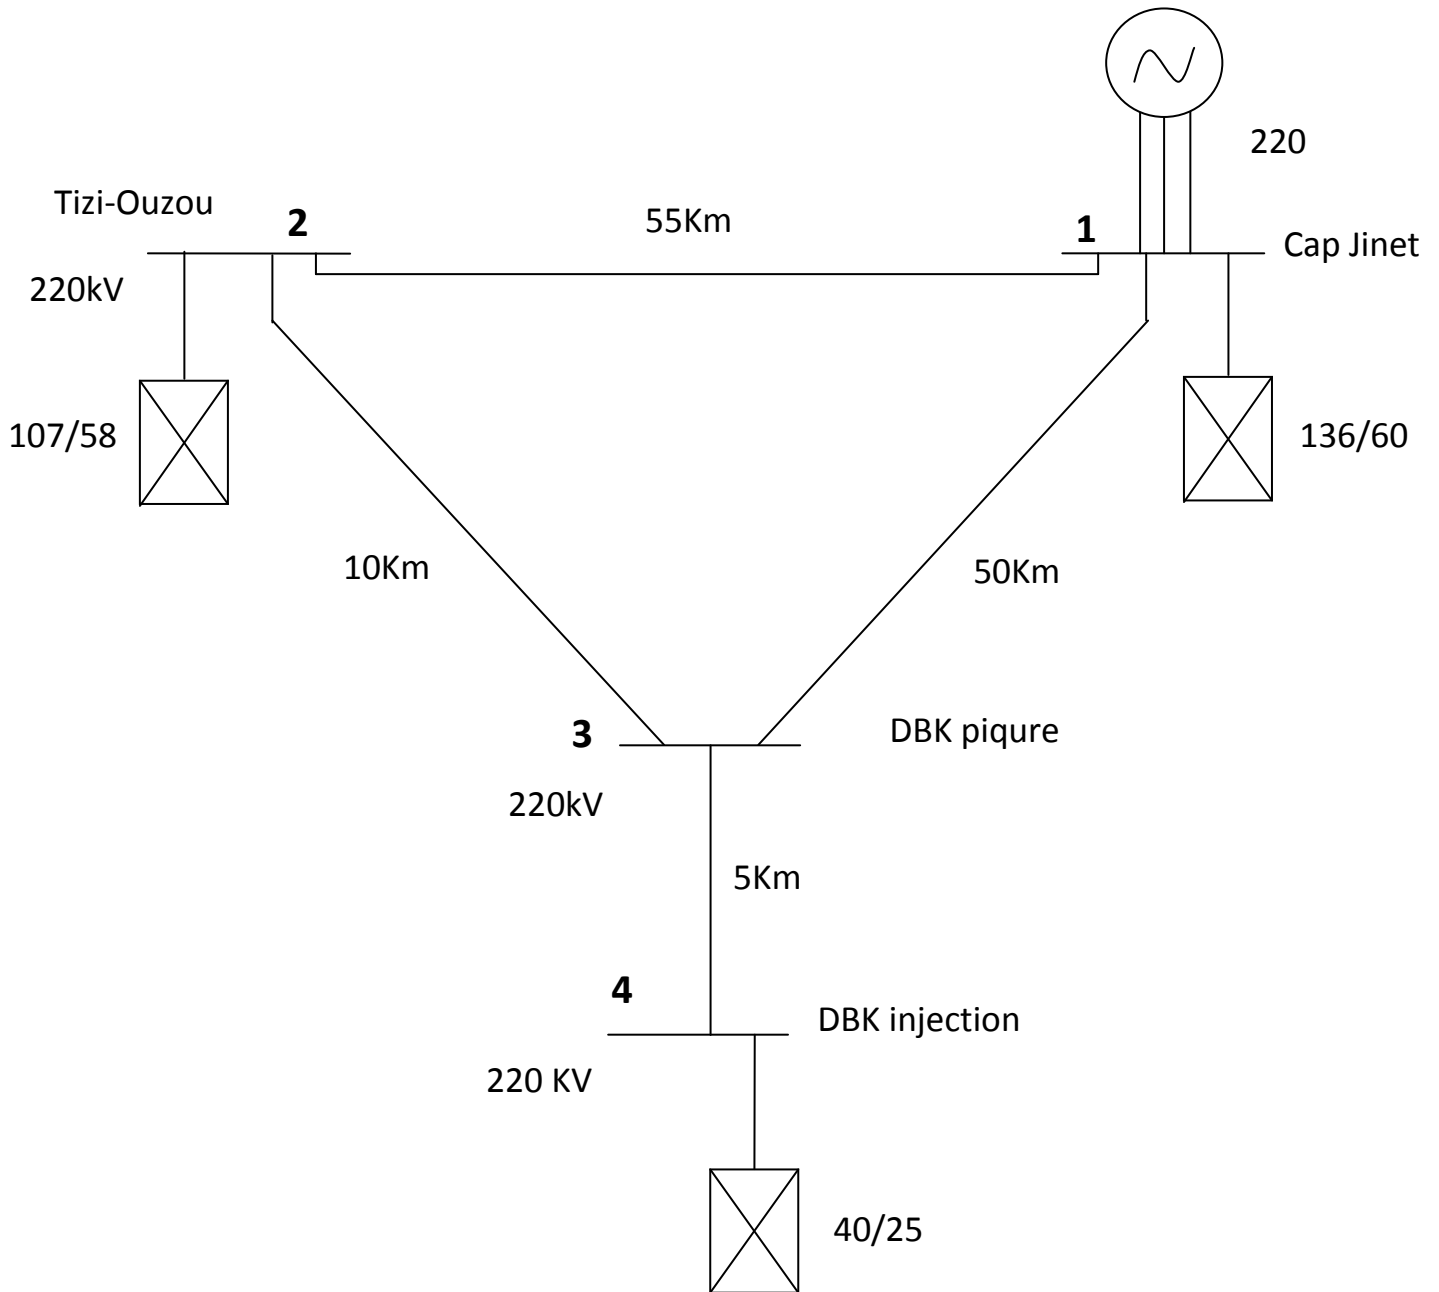 220
Tizi-Ouzou
2
55Km
1
Cap Jinet
220kV
107/58
136/60
10Km
50Km
3
DBK piqure
220kV
5Km
4
DBK injection
220 KV
40/25